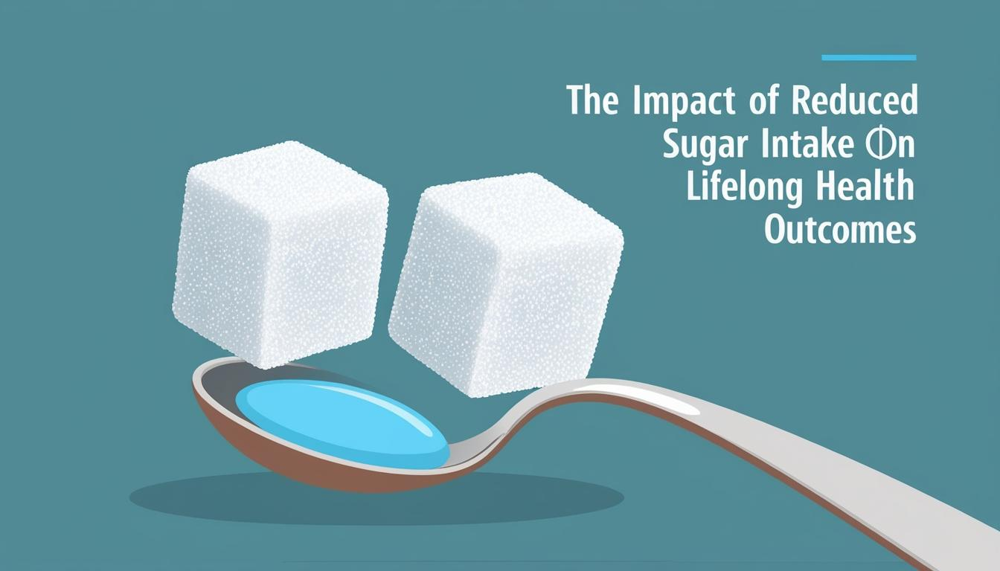 The Impact of Reduced
Sugar Intake On
Lifelong Health
Outcomes